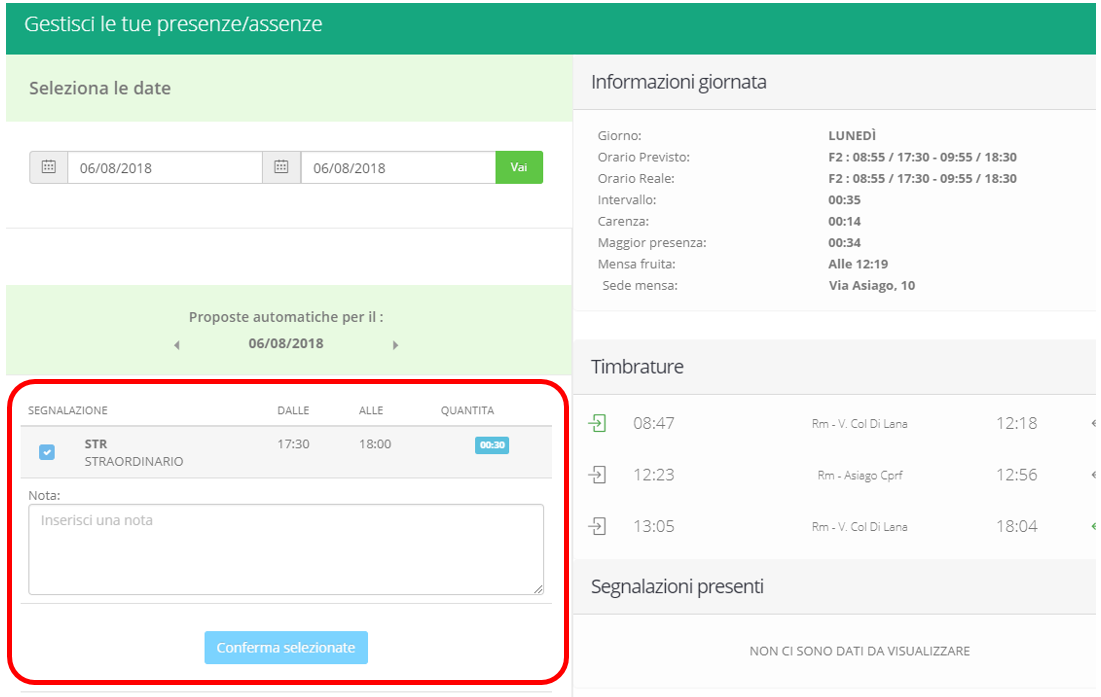 Gestisci le tue presenze/assenze
Seleziona le date
06/08/2018 06/08/2018 Vai
Proposte automatiche per il :
06/08/2018
SEGNALAZIONE DALLE ALLE QUANTITA
STR 17:30 18:00 00:30
STRAORDINARIO
Nota:
Inserisci una nota
Conferma selezionate
Informazioni giornata
Giorno: LUNEDÌ
Orario Previsto: F2 : 08:55 / 17:30 - 09:55 / 18:30
Orario Reale: F2 : 08:55 / 17:30 - 09:55 / 18:30
Intervallo: 00:35
Carenza: 00:14
Maggior presenza: 00:34
Mensa fruita: Alle 12:19
Sede mensa: Via Asiago, 10
Timbrature
08:47 Rm - V. Col Di Lana 12:18
12:23 Rm - Asiago Cprf 12:56
13:05 Rm - V. Col Di Lana 18:04
Segnalazioni presenti
NON CI SONO DATI DA VISUALIZZARE